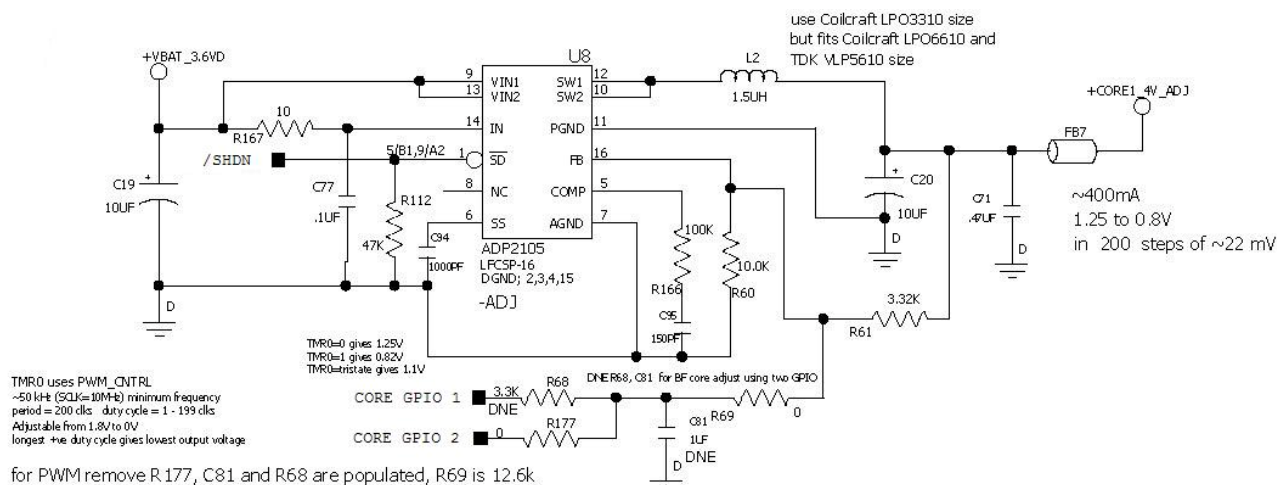 use Coilcraft LPO3310 size
but fits Coilcraft LPO6610 and
TDK VLP5610 size
+VBAT_3.6VD
U8
L2
1.5UH
9 VIN1 SW1 12
13 VIN2 SW2 10
14 IN PGND 11
5/B1,9/A2
1 SD FB 16
8 NC COMP 5
6 SS AGND 7
ADP2105
LFCSP-16
DGND; 2,3,4,15
-ADJ
10
R167
/SHDN
C19
+
10UF
C77
.1UF
R112
47K
C94
1000PF
D
100K
R166
C95
150PF
10.0K
R60
+
C20
10UF
D
C71
.47UF
D
FB7
+CORE1_4V_ADJ
~400mA
1.25 to 0.8V
in 200 steps of ~22 mV
3.32K
R61
TMR0=0 gives 1.25V
TMR0=1 gives 0.82V
TMR0=tristate gives 1.1V
DNE R68, C81 for BF core adjust using two GPIO
TMR0 uses PWM_CNTRL
~50 kHz (SCLK=10MHz) minimum frequency
period = 200 clks duty cycle = 1 - 199 clks
Adjustable from 1.8V to 0V
longest +ve duty cycle gives lowest output voltage
CORE GPIO 1
3.3K
DNE
R68
CORE GPIO 2
0
R177
C81
1UF
DNE
D
R69
0
for PWM remove R177, C81 and R68 are populated, R69 is 12.6k